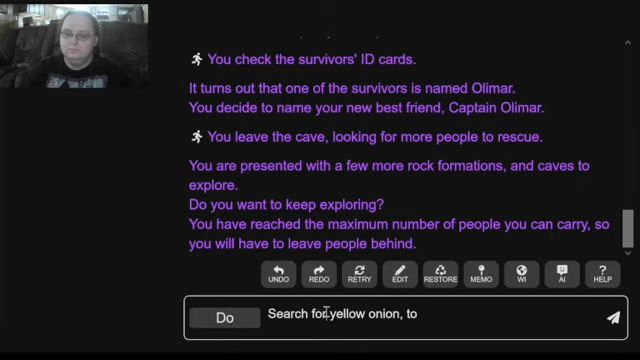 You check the survivors' ID cards.
It turns out that one of the survivors is named Olimar.
You decide to name your new best friend, Captain Olimar.
You leave the cave, looking for more people to rescue.
You are presented with a few more rock formations, and caves to
explore.
Do you want to keep exploring?
You have reached the maximum number of people you can carry, so
you will have to leave people behind.
UNDO REDO RETRY EDIT RESTORE MEMO WI AI HELP
Do Search for yellow onion, to